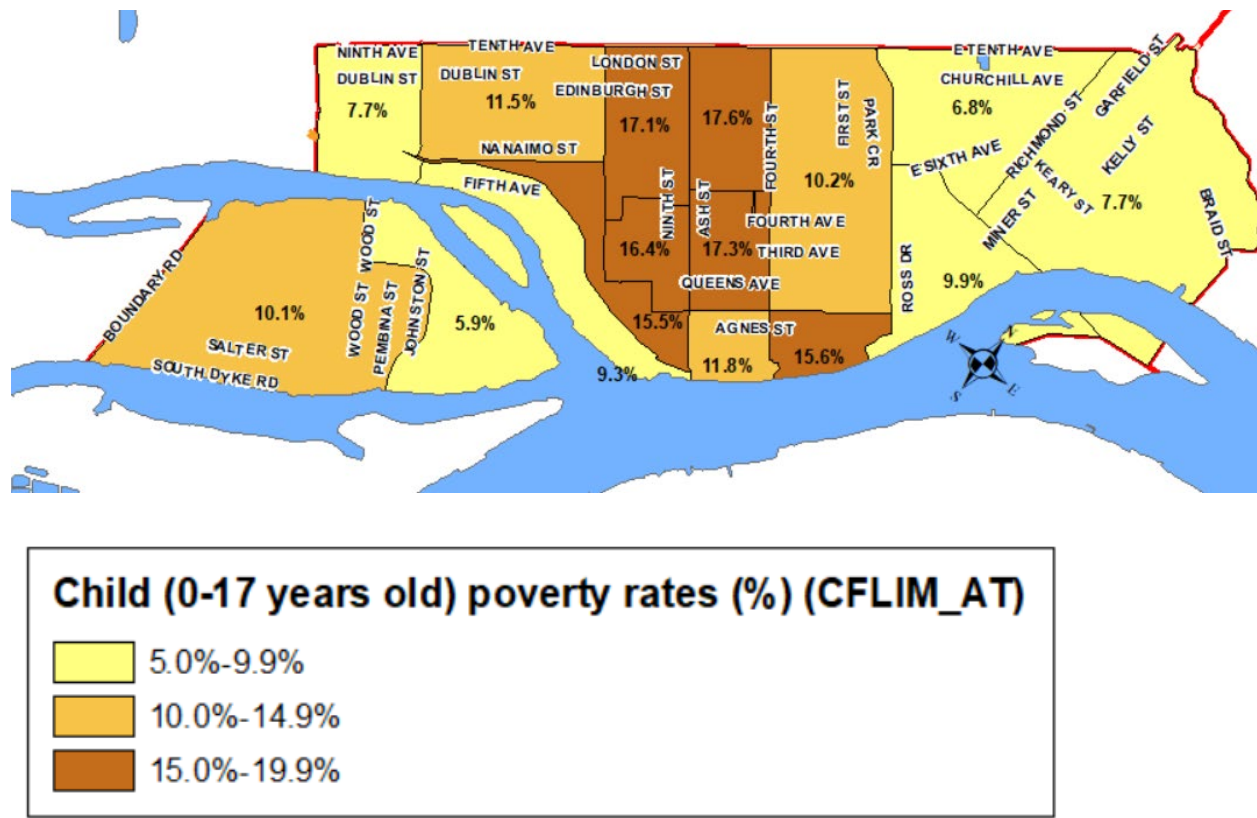 NINTH AVE
TENTH AVE
E TENTH AVE
LONDON ST
DUBLIN ST
DUBLIN ST
EDINBURGH ST
CHURCHILL AVE
GARFIELD ST
7.7%
11.5%
17.1%
17.6%
FOURTH ST
FIRST ST
PARK CR
6.8%
RICHMOND ST
KELLY ST
NANAIMO ST
E SIXTH AVE
KEARY ST
FIFTH AVE
NINTH ST
ASH ST
10.2%
MINER ST
7.7%
BRAID ST
WOOD ST
FOURTH AVE
BOUNDARY RD
16.4%
17.3%
THIRD AVE
ROSS DR
9.9%
QUEENS AVE
WOOD ST
PEMBINA ST
JOHNSTON ST
10.1%
5.9%
15.5%
AGNES ST
SALTER ST
SOUTH DYKE RD
9.3%
11.8%
15.6%
N
W
E
S
Child (0-17 years old) poverty rates (%) (CFLIM_AT)
5.0%-9.9%
10.0%-14.9%
15.0%-19.9%